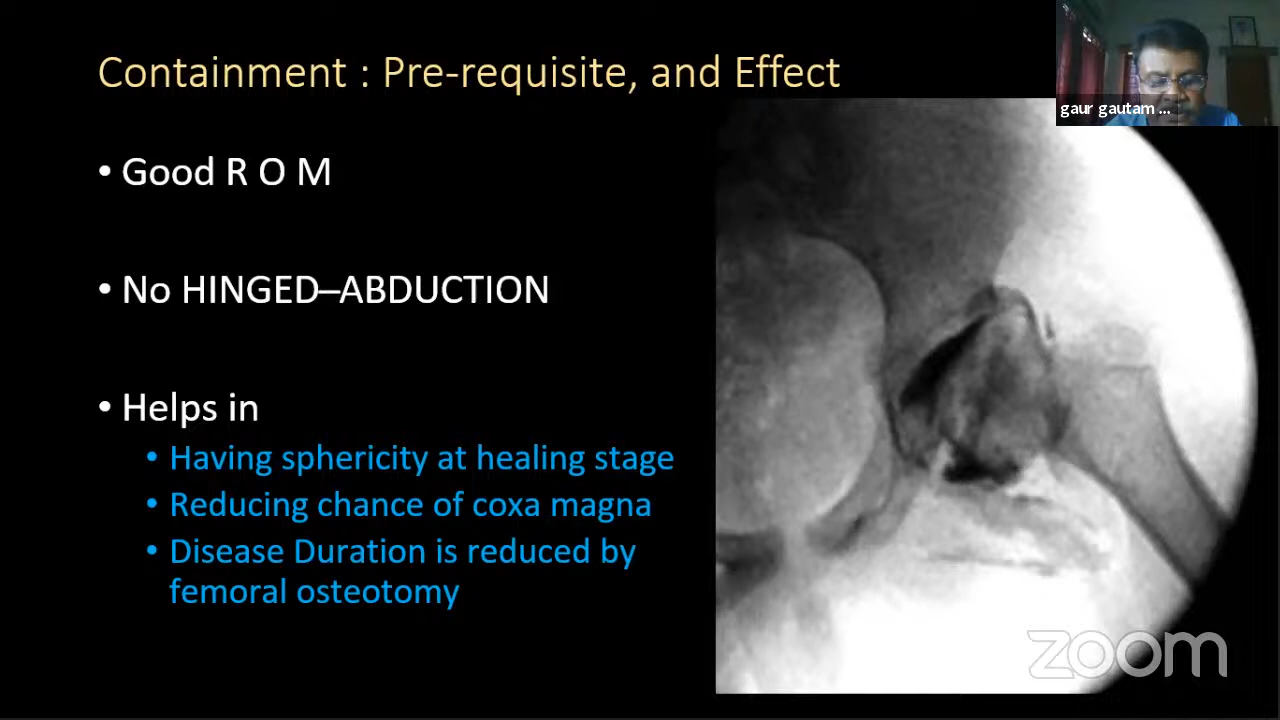 Containment : Pre-requisite, and Effect
gaur gautam ...
• Good R O M
• No HINGED–ABDUCTION
• Helps in
• Having sphericity at healing stage
• Reducing chance of coxa magna
• Disease Duration is reduced by
femoral osteotomy
zoom